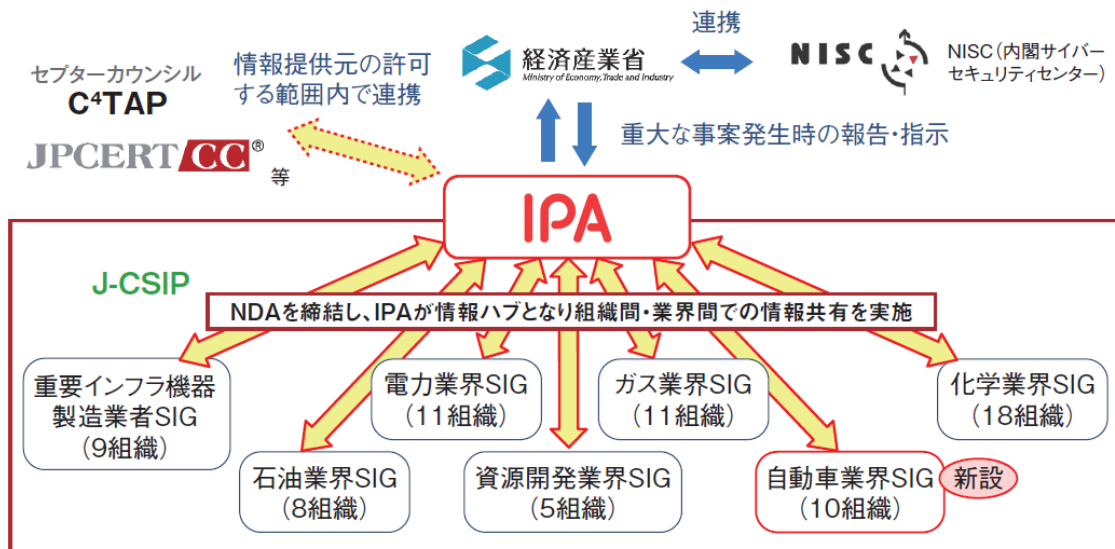 連携
セプターカウンシル
C⁴TAP
情報提供元の許可
する範囲内で連携
経済産業省
Ministry of Economy, Trade and Industry
NISC
NISC（内閣サイバー
セキュリティセンター）
JPCERT CC®
等
重大な事案発生時の報告・指示
IPA
J-CSIP
NDAを締結し、IPAが情報ハブとなり組織間・業界間での情報共有を実施
重要インフラ機器
製造業者SIG
（9組織）
電力業界SIG
（11組織）
ガス業界SIG
（11組織）
化学業界SIG
（18組織）
石油業界SIG
（8組織）
資源開発業界SIG
（5組織）
自動車業界SIG
（10組織）
新設